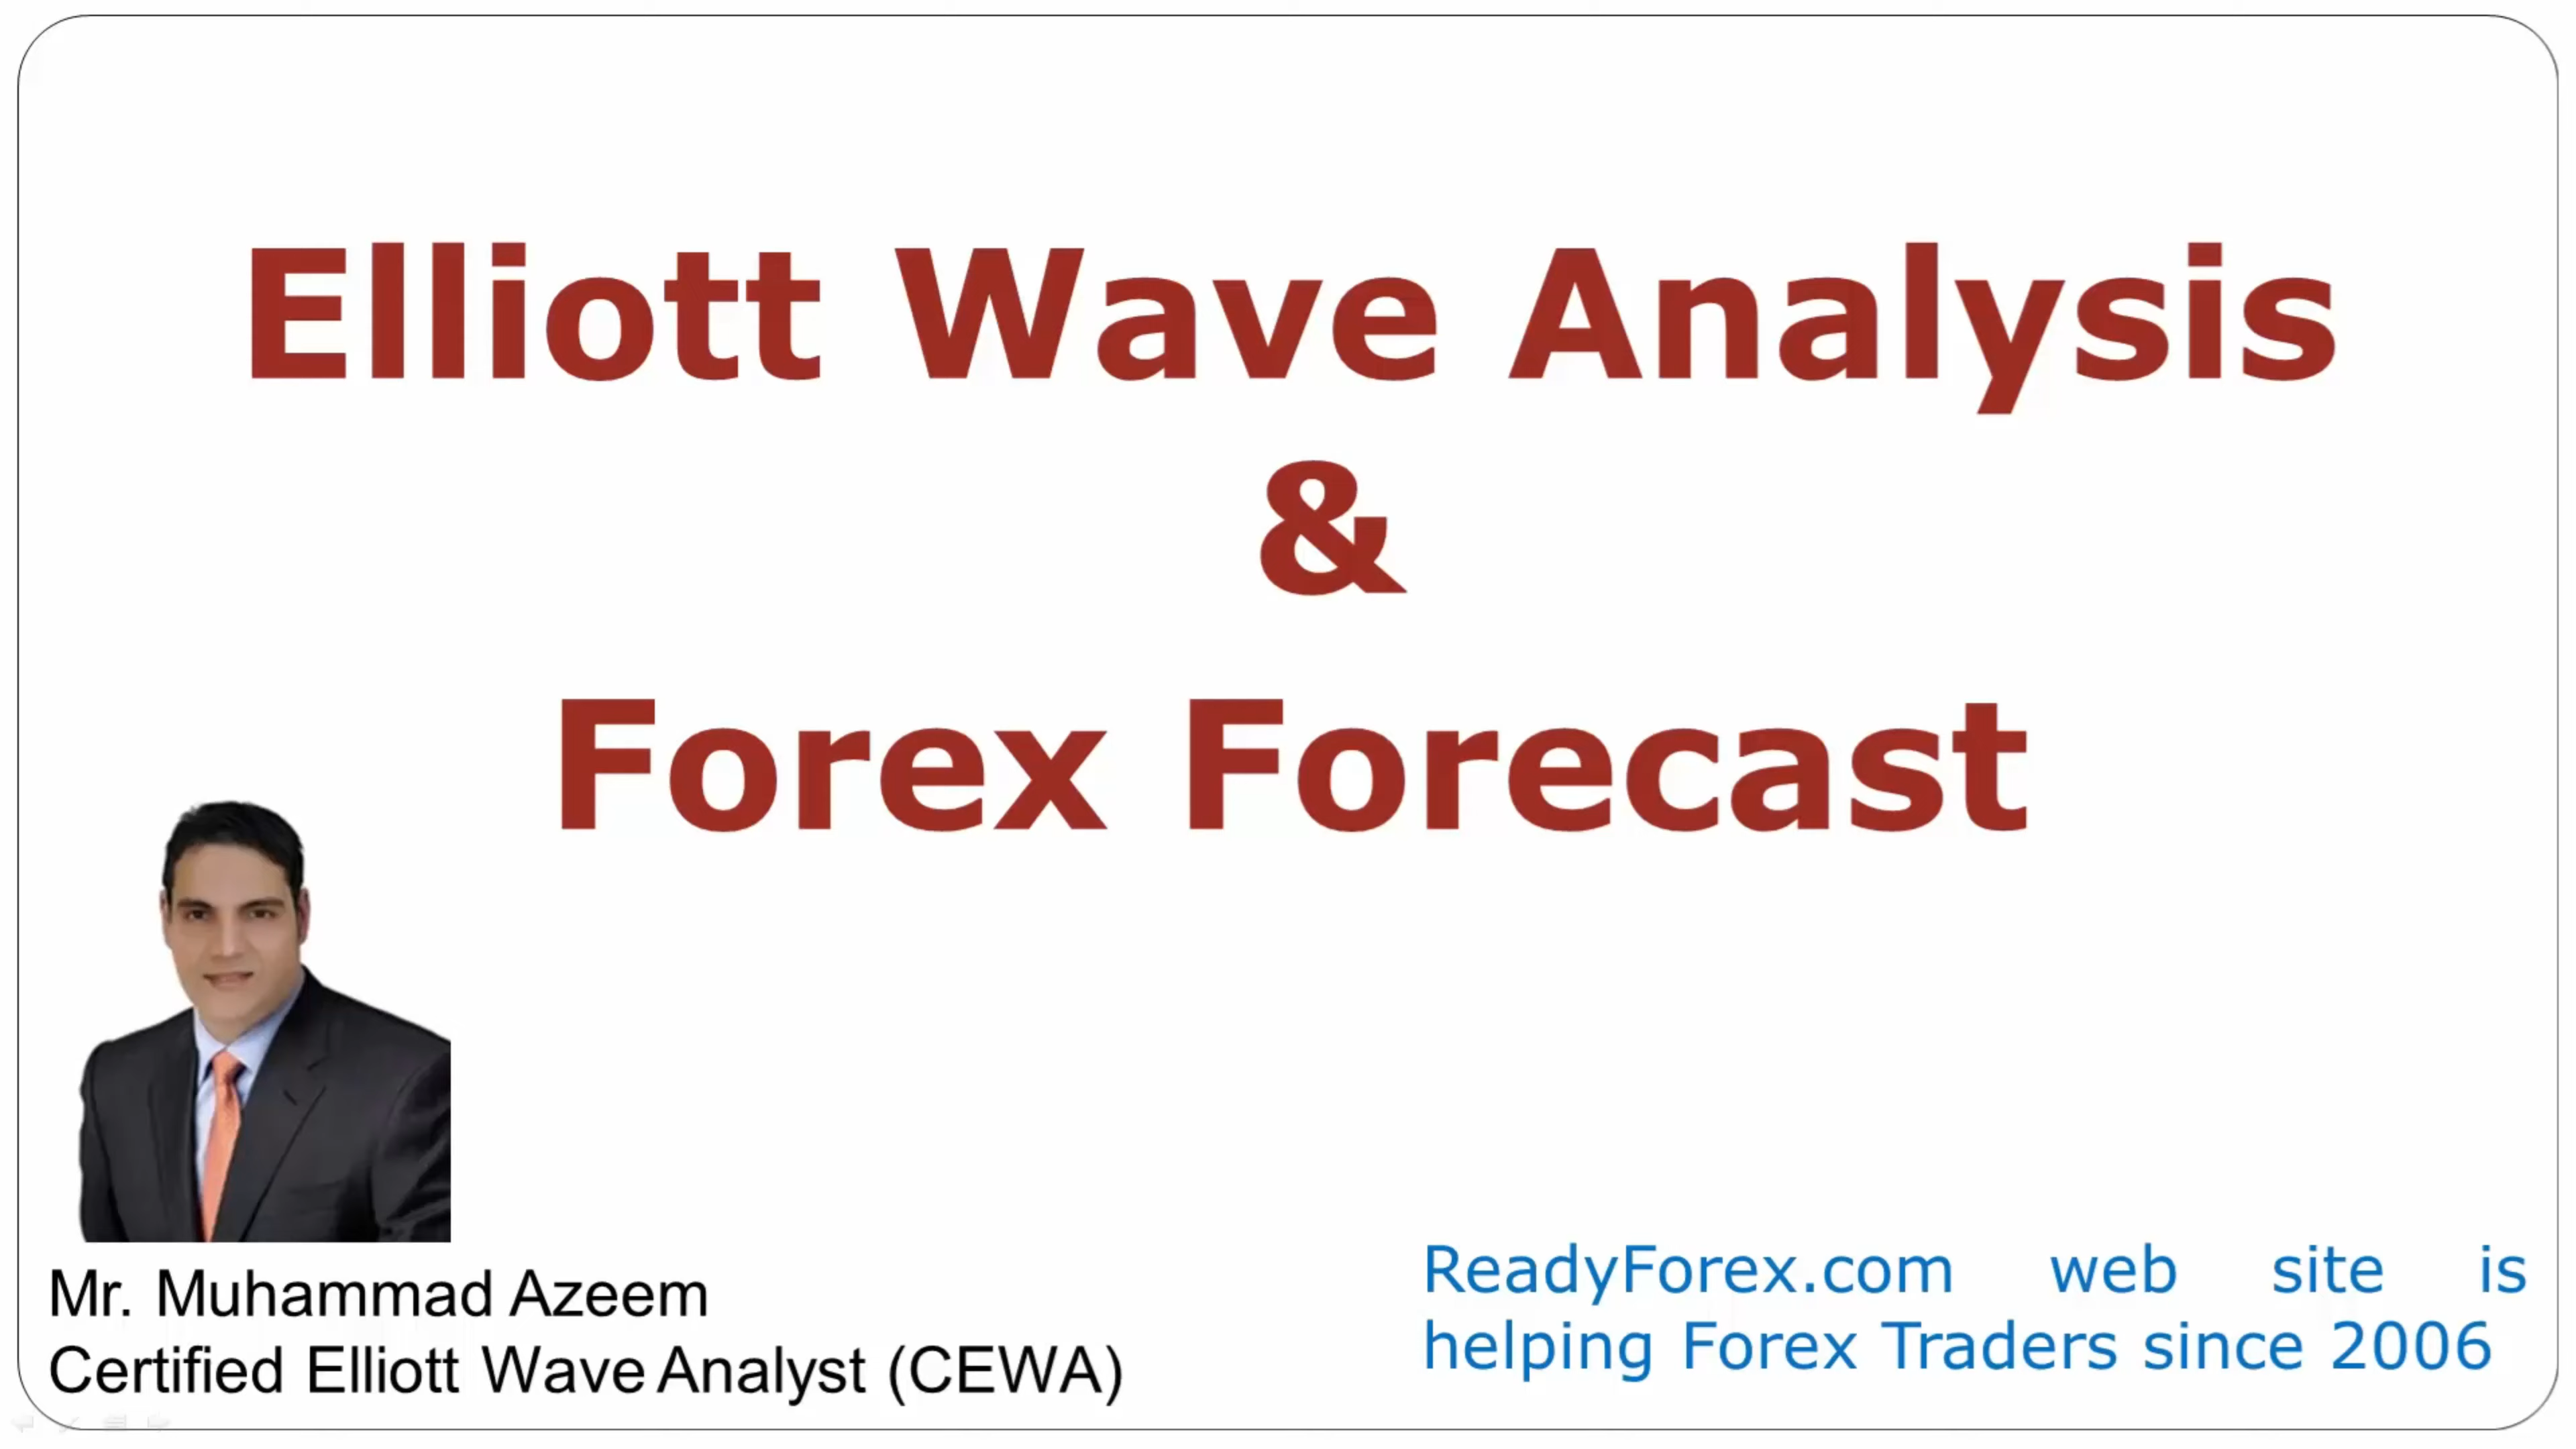 Elliott Wave Analysis
&
Forex Forecast
Mr. Muhammad Azeem
Certified Elliott Wave Analyst (CEWA)
ReadyForex.com web site is
helping Forex Traders since 2006